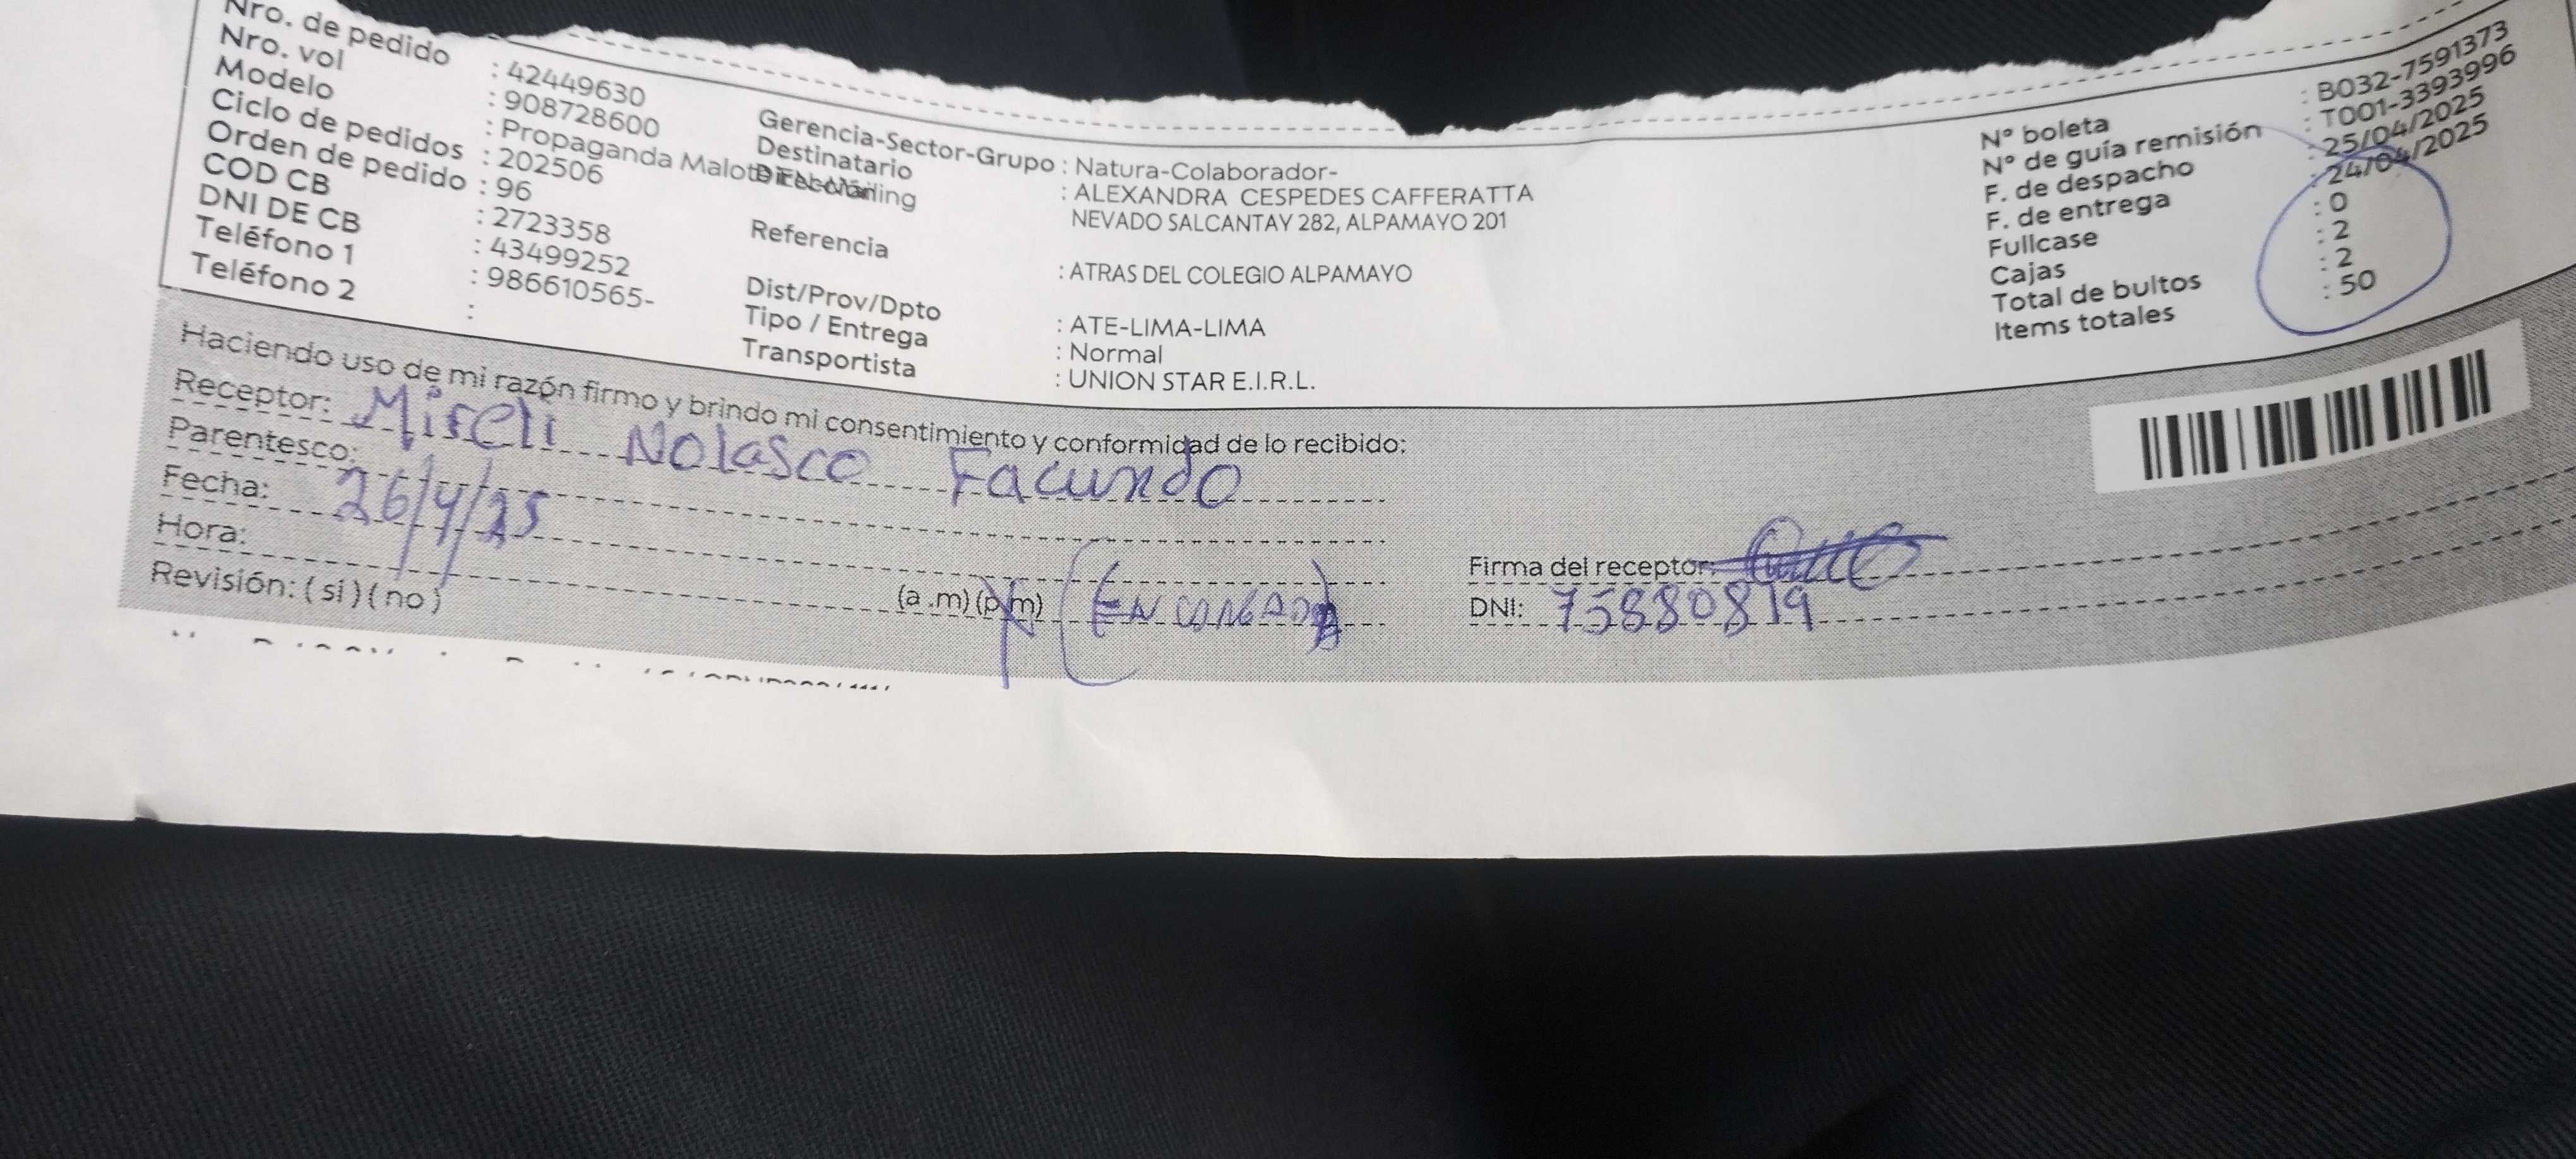 Nro. de pedido : 42449630
Nro. vol : 908728600
Modelo : Propaganda Malote EN-Mailing
Ciclo de pedidos : 202506
Orden de pedido : 96
COD CB : 2723358
DNI DE CB : 43499252
Teléfono 1 : 986610565-
Teléfono 2 :
Gerencia-Sector-Grupo : Natura-Colaborador-
Destinatario : ALEXANDRA CESPEDES CAFFERATTA
Dirección NEVADO SALCANTAY 282, ALPAMAYO 201
Referencia : ATRAS DEL COLEGIO ALPAMAYO
Dist/Prov/Dpto : ATE-LIMA-LIMA
Tipo / Entrega : Normal
Transportista : UNION STAR E.I.R.L.
N° boleta : B032-7591373
N° de guía remisión : T001-3393996
F. de despacho : 25/04/2025
F. de entrega : 24/04/2025
Fullcase : 0
Cajas : 2
Total de bultos : 2
Items totales : 50
Haciendo uso de mi razón firmo y brindo mi consentimiento y conformidad de lo recibido:
Receptor: Miseli Nolasco Facundo
Parentesco:
Fecha: 26/4/25
Hora: (a .m) (p m)
Revisión: ( si ) ( no )
Firma del receptor:
DNI: 75880819